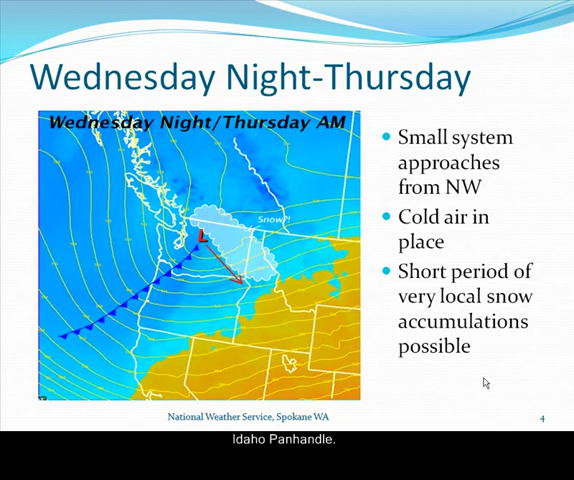 Wednesday Night-Thursday
Wednesday Night/Thursday AM
Snow?!
L
Small system
approaches
from NW
Cold air in
place
Short period of
very local snow
accumulations
possible
National Weather Service, Spokane WA
4
Idaho Panhandle.